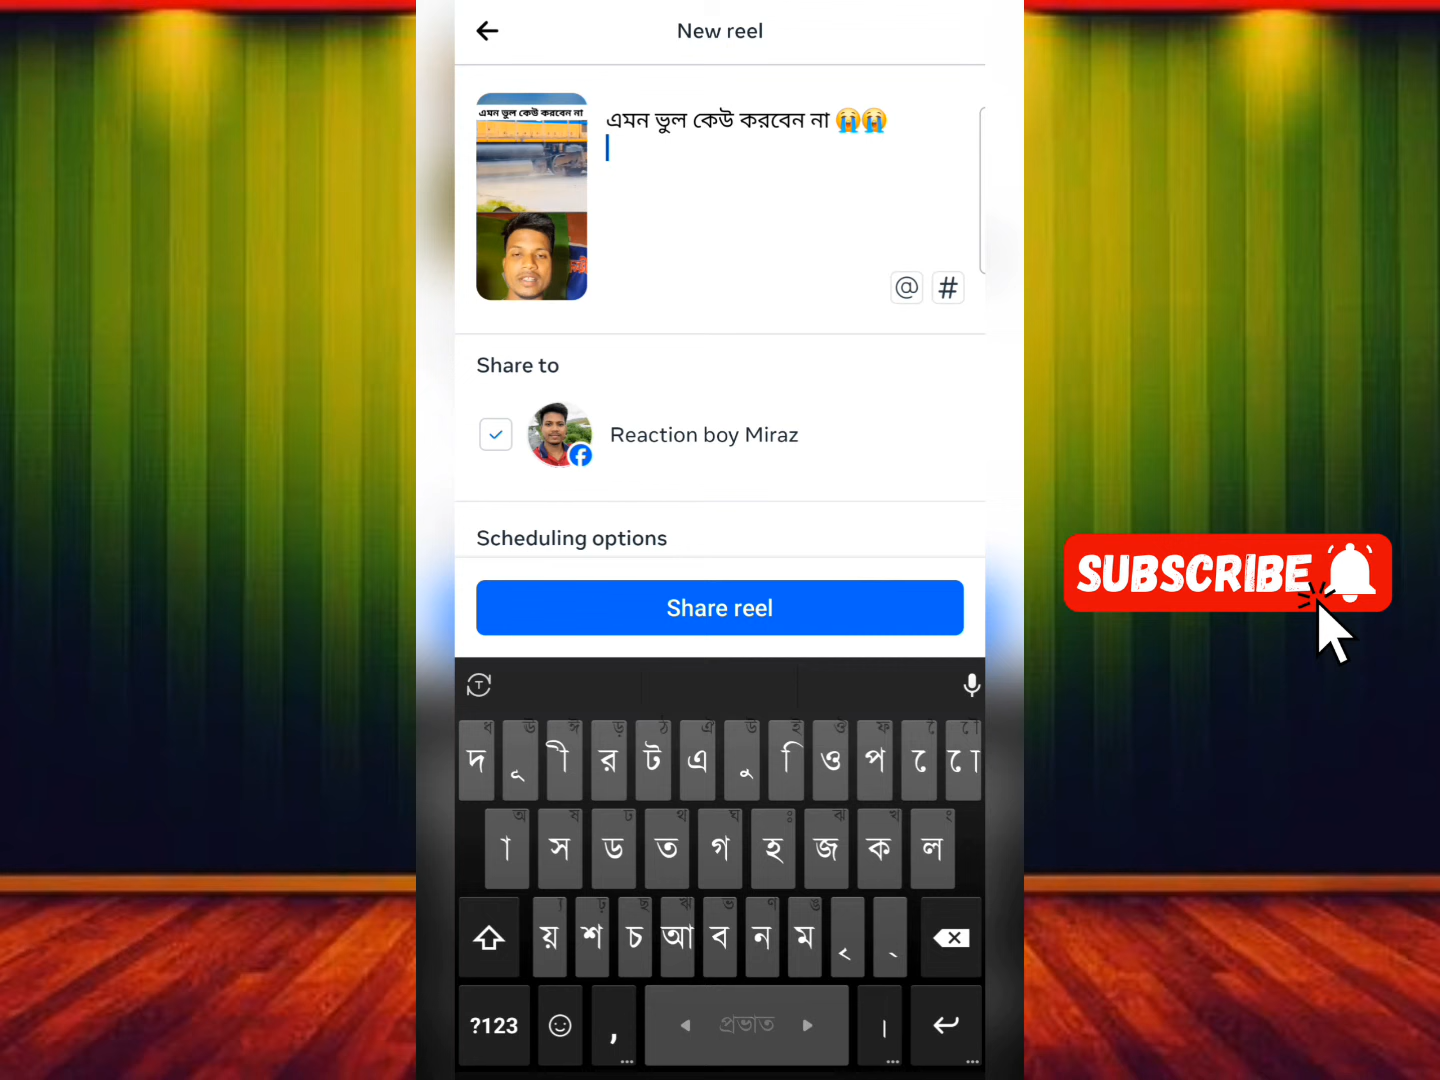 New reel
এমন ভুল কেউ করবেন না
এমন ভুল কেউ করবেন না 😭😭
@ #
Share to
Reaction boy Miraz
Scheduling options
SUBSCRIBE
Share reel
দ ূ ী র ট এ ু ি ও প ে ো
া স ড ত গ হ জ ক ল
য় শ চ আ ব ন ম ৃ ্
?123 , প্রভাত ।